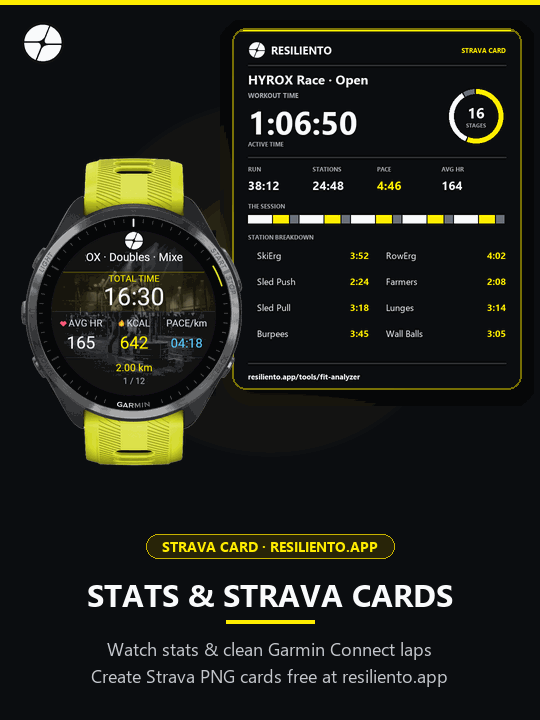 RESILIENTO
STRAVA CARD
HYROX Race · Open
WORKOUT TIME
1:06:50
ACTIVE TIME
16
STAGES
RUN STATIONS PACE AVG HR
38:12 24:48 4:46 164
THE SESSION
STATION BREAKDOWN
SkiErg 3:52 RowErg 4:02
Sled Push 2:24 Farmers 2:08
Sled Pull 3:18 Lunges 3:14
Burpees 3:45 Wall Balls 3:05
resiliento.app/tools/fit-analyzer
OX · Doubles · Mixe
TOTAL TIME
16:30
AVG HR KCAL PACE/km
165 642 04:18
2.00 km
1 / 12
GARMIN
STRAVA CARD · RESILIENTO.APP
STATS & STRAVA CARDS
Watch stats & clean Garmin Connect laps
Create Strava PNG cards free at resiliento.app